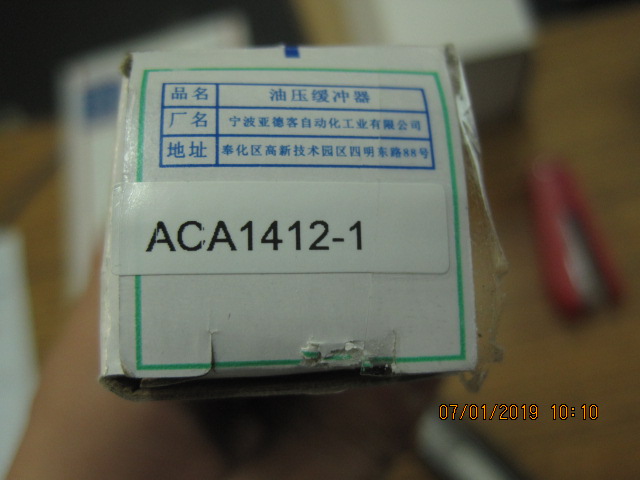 品名 油压缓冲器
厂名 宁波亚德客自动化工业有限公司
地址 奉化区高新技术园区四明东路88号
ACA1412-1
07/01/2019 10:10